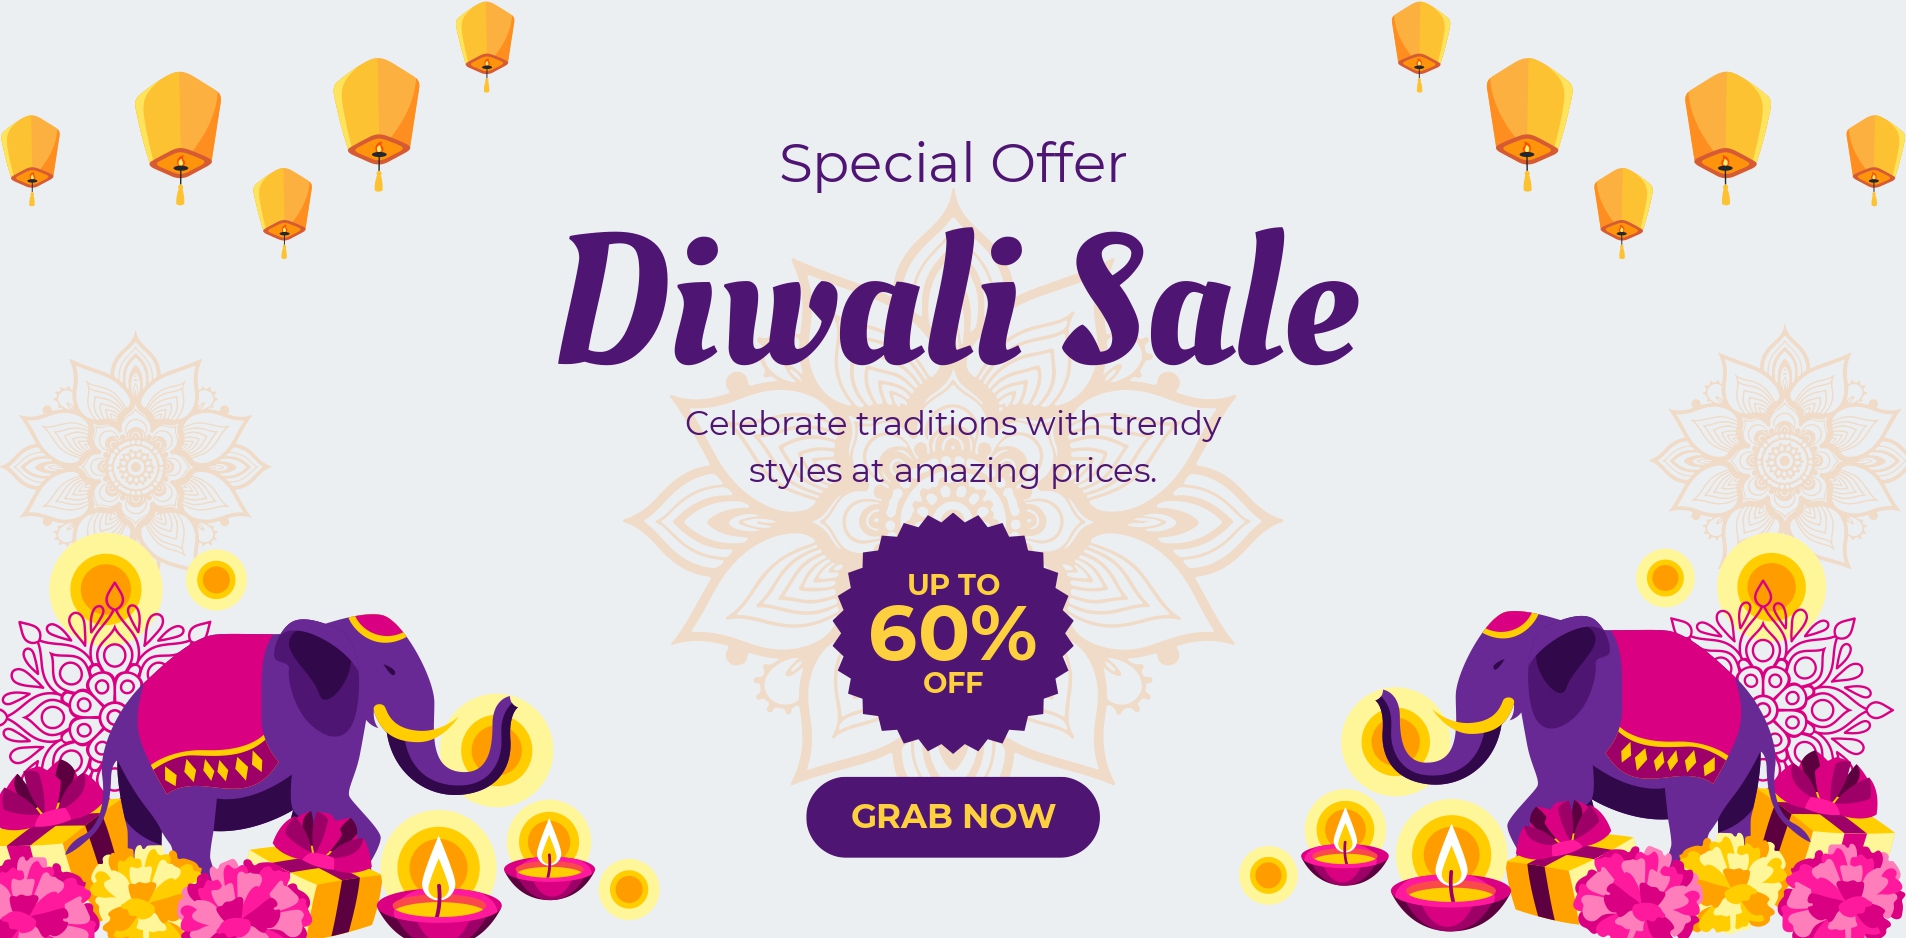 Special Offer
Diwali Sale
Celebrate traditions with trendy
styles at amazing prices.
UP TO
60%
OFF
GRAB NOW